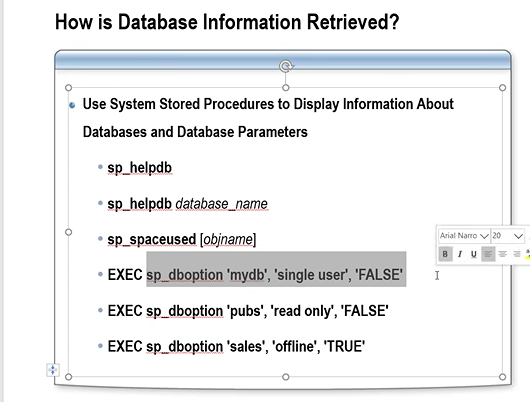 How is Database Information Retrieved?
Use System Stored Procedures to Display Information About
Databases and Database Parameters
sp_helpdb
sp_helpdb database_name
sp_spaceused [objname]
Arial Narro 20
B I U
EXEC sp_dboption 'mydb', 'single user', 'FALSE'
EXEC sp_dboption 'pubs', 'read only', 'FALSE'
EXEC sp_dboption 'sales', 'offline', 'TRUE'